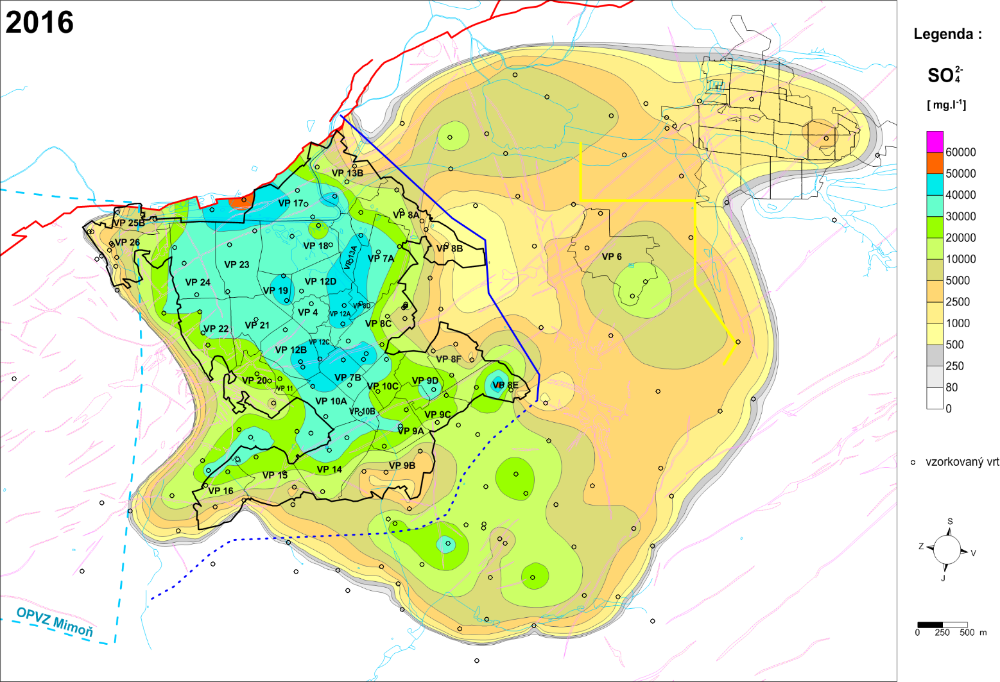 2016
Legenda :
SO₄²⁻
[ mg.l⁻¹]
60000
50000
40000
30000
20000
10000
5000
2500
1000
500
250
80
0
vzorkovaný vrt
S
Z
V
J
0 250 500 m
VP 13B
VP 17
VP 8A
VP 25B
VP 26
VP 18
VP 13A
VP 7A
VP 8B
VP 6
VP 23
VP 24
VP 19
VP 12D
VP 4
VP 12A
VP 8D
VP 8C
VP 22
VP 21
VP 12C
VP 12B
VP 8F
VP 20
VP 11
VP 7B
VP 10C
VP 9D
VP 8E
VP 10A
VP 10B
VP 9C
VP 9A
VP 9B
VP 14
VP 15
VP 16
OPVZ Mimoň